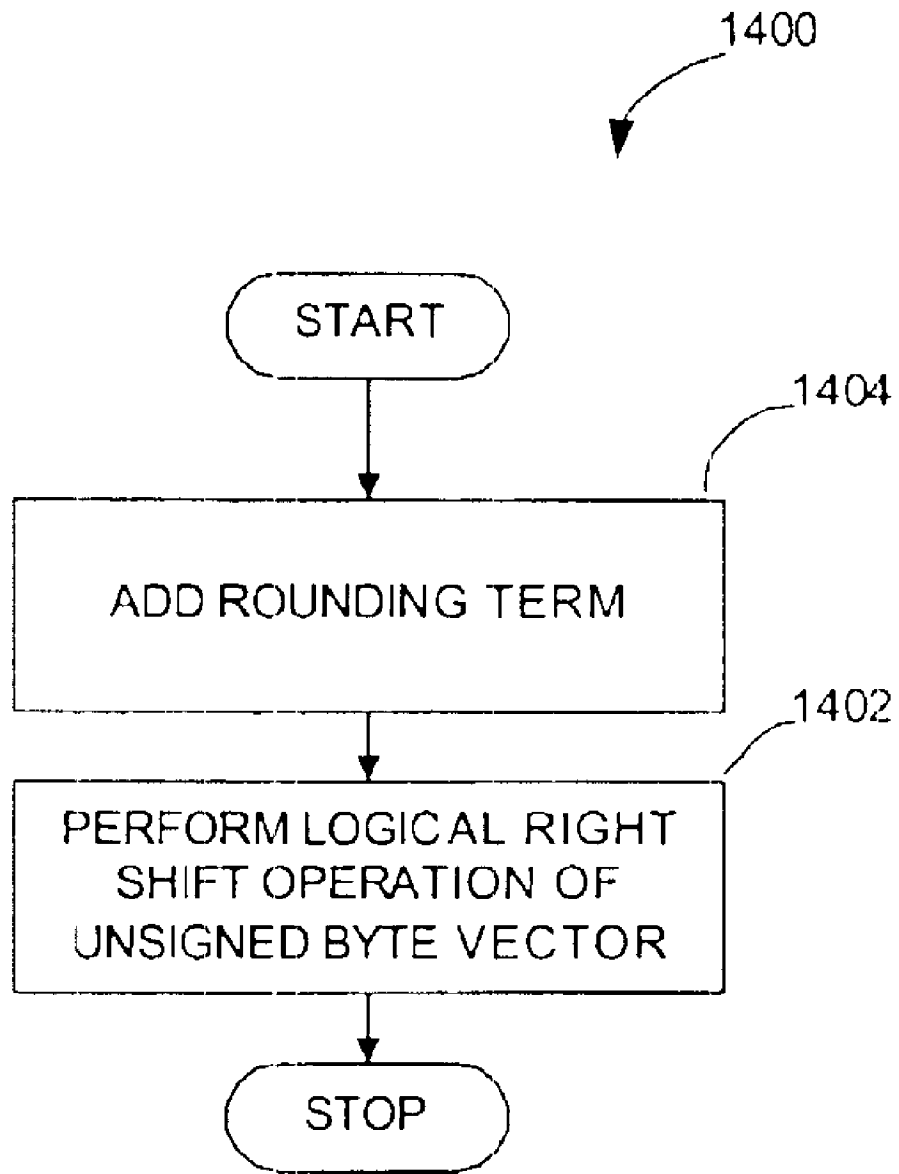 1400
START
1404
ADD ROUNDING TERM
1402
PERFORM LOGICAL RIGHT
SHIFT OPERATION OF
UNSIGNED BYTE VECTOR
STOP